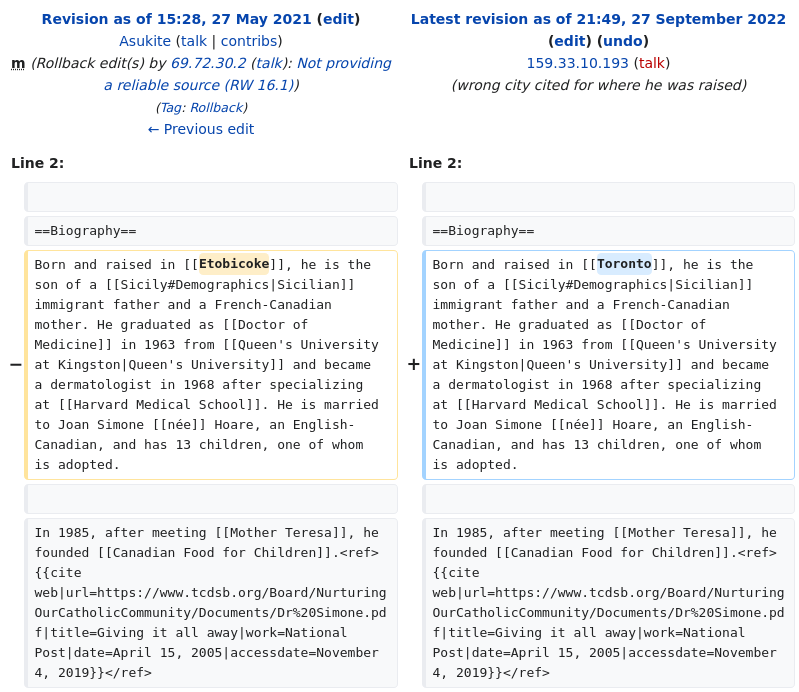 Revision as of 15:28, 27 May 2021 (edit)
Asukite (talk | contribs)
m (Rollback edit(s) by 69.72.30.2 (talk): Not providing
a reliable source (RW 16.1))
(Tag: Rollback)
← Previous edit
Latest revision as of 21:49, 27 September 2022
(edit) (undo)
159.33.10.193 (talk)
(wrong city cited for where he was raised)
Line 2:
==Biography==
− Born and raised in [[Etobicoke]], he is the
son of a [[Sicily#Demographics|Sicilian]]
immigrant father and a French-Canadian
mother. He graduated as [[Doctor of
Medicine]] in 1963 from [[Queen's University
at Kingston|Queen's University]] and became
a dermatologist in 1968 after specializing
at [[Harvard Medical School]]. He is married
to Joan Simone [[née]] Hoare, an English-
Canadian, and has 13 children, one of whom
is adopted.
In 1985, after meeting [[Mother Teresa]], he
founded [[Canadian Food for Children]].<ref>
{{cite
web|url=https://www.tcdsb.org/Board/Nurturing
OurCatholicCommunity/Documents/Dr%20Simone.pd
f|title=Giving it all away|work=National
Post|date=April 15, 2005|accessdate=November
4, 2019}}</ref>
Line 2:
==Biography==
+ Born and raised in [[Toronto]], he is the
son of a [[Sicily#Demographics|Sicilian]]
immigrant father and a French-Canadian
mother. He graduated as [[Doctor of
Medicine]] in 1963 from [[Queen's University
at Kingston|Queen's University]] and became
a dermatologist in 1968 after specializing
at [[Harvard Medical School]]. He is married
to Joan Simone [[née]] Hoare, an English-
Canadian, and has 13 children, one of whom
is adopted.
In 1985, after meeting [[Mother Teresa]], he
founded [[Canadian Food for Children]].<ref>
{{cite
web|url=https://www.tcdsb.org/Board/Nurturing
OurCatholicCommunity/Documents/Dr%20Simone.pd
f|title=Giving it all away|work=National
Post|date=April 15, 2005|accessdate=November
4, 2019}}</ref>